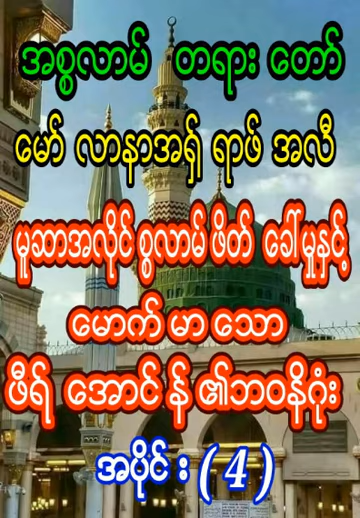 အစ္စလာမ် တရား တော်
မော် လာနာအရှ် ရာဖ် အလီ
မူဆာအလိုင်စ္စလာမ်ဖိတ် ခေါ်မှုနှင့်
မောက်မာသော
ဖီရ် အောင်န်၏ဘဝနိဂုံး
အပိုင် း ( 4 )